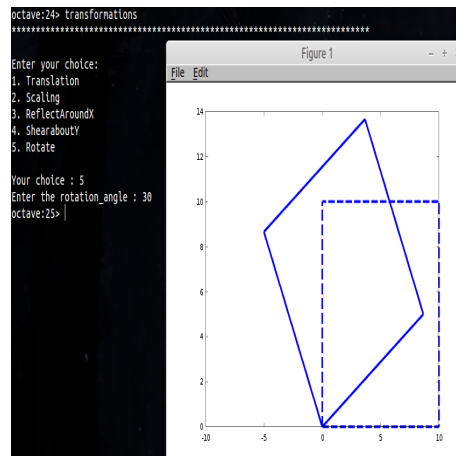 octave:24> transformations
**************************************************************************
Enter your choice:
1. Translation
2. Scaling
3. ReflectAroundX
4. ShearaboutY
5. Rotate
Your choice : 5
Enter the rotation_angle : 30
octave:25>
Figure 1
File Edit
14
12
10
8
6
4
2
0
-10 -5 0 5 10